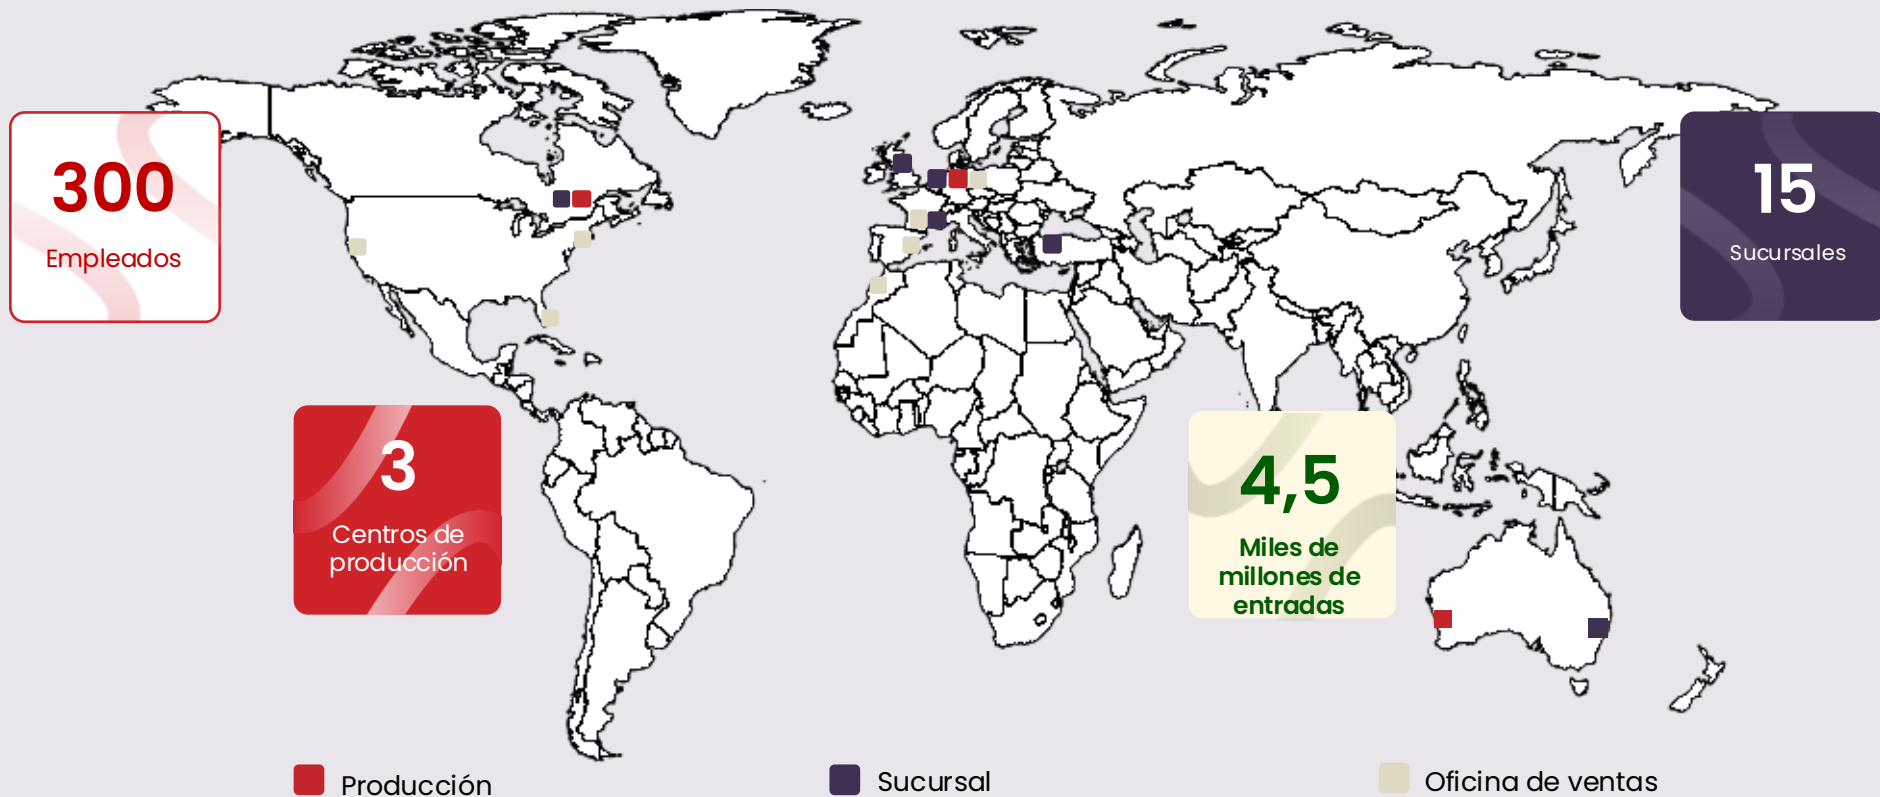 300
Empleados
15
Sucursales
3
Centros de
producción
4,5
Miles de
millones de
entradas
Producción
Sucursal
Oficina de ventas